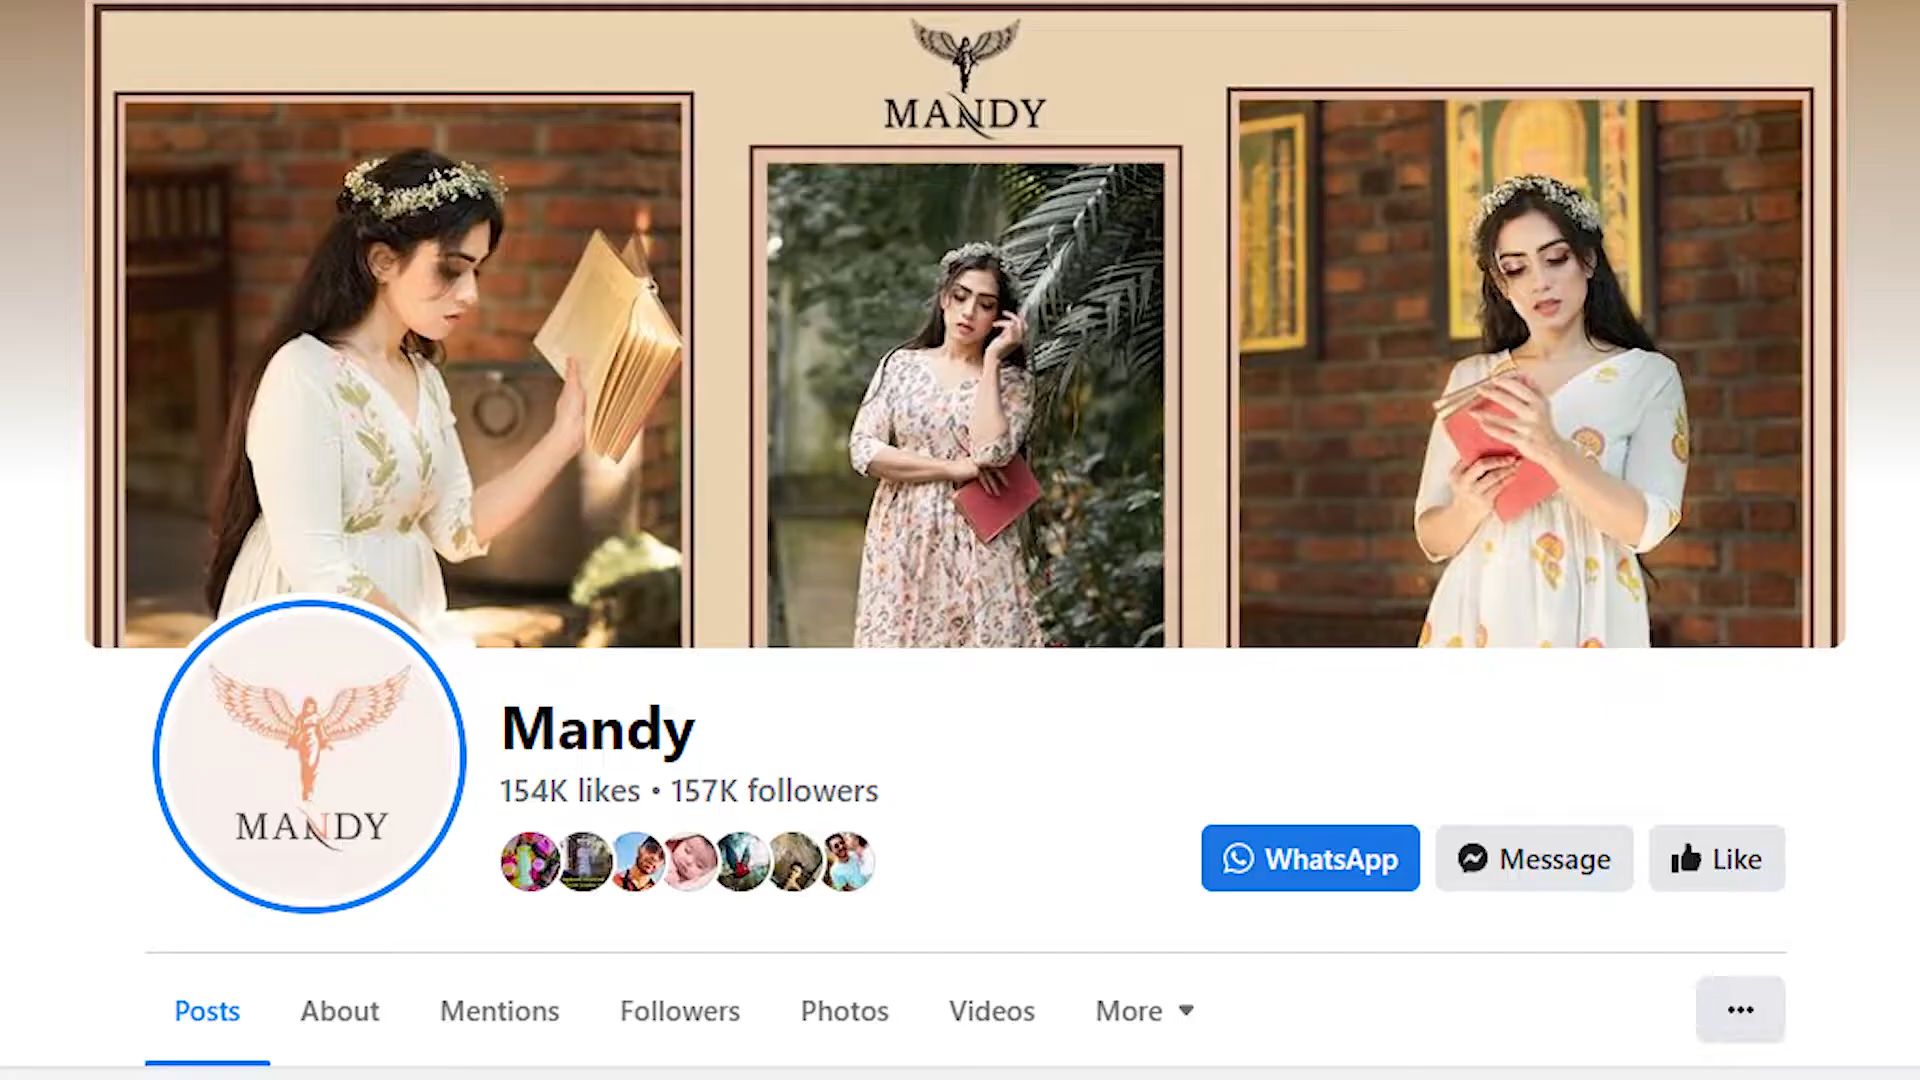 MANDY
MANDY
Mandy
154K likes • 157K followers
WhatsApp
Message
Like
Posts
About
Mentions
Followers
Photos
Videos
More